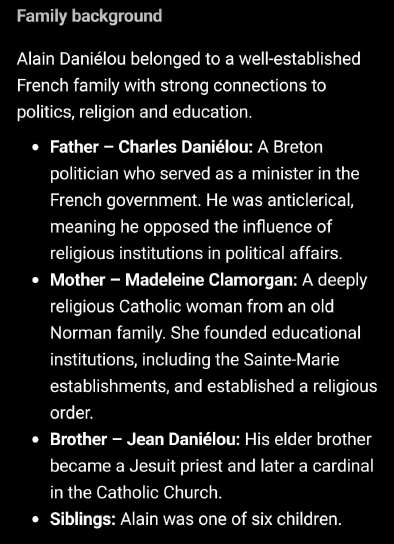 Family background
Alain Daniélou belonged to a well-established
French family with strong connections to
politics, religion and education.
• Father – Charles Daniélou: A Breton
politician who served as a minister in the
French government. He was anticlerical,
meaning he opposed the influence of
religious institutions in political affairs.
• Mother – Madeleine Clamorgan: A deeply
religious Catholic woman from an old
Norman family. She founded educational
institutions, including the Sainte-Marie
establishments, and established a religious
order.
• Brother – Jean Daniélou: His elder brother
became a Jesuit priest and later a cardinal
in the Catholic Church.
• Siblings: Alain was one of six children.